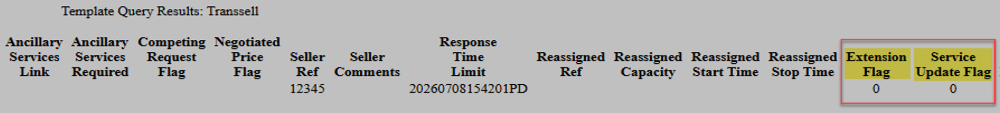 Template Query Results: Transsell
Response
Ancillary Ancillary Competing Negotiated Time Extension Service
Services Services Request Price Seller Seller Reassigned Reassigned Reassigned Reassigned
Link Required Flag Flag Ref Comments Limit Ref Capacity Start Time Stop Time Flag Update Flag
12345 20260708154201PD 0 0